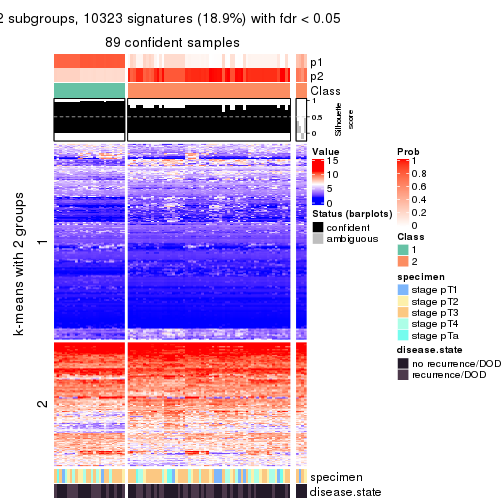 2 subgroups, 10323 signatures (18.9%) with fdr < 0.05
89 confident samples
p1
p2
Class
1
0.5
0
Silhouette
score
k-means with 2 groups
1
2
Value
15
10
5
0
Status (barplots)
confident
ambiguous
Prob
1
0.8
0.6
0.4
0.2
0
Class
1
2
specimen
stage pT1
stage pT2
stage pT3
stage pT4
stage pTa
disease.state
no recurrence/DOD
recurrence/DOD
specimen
disease.state